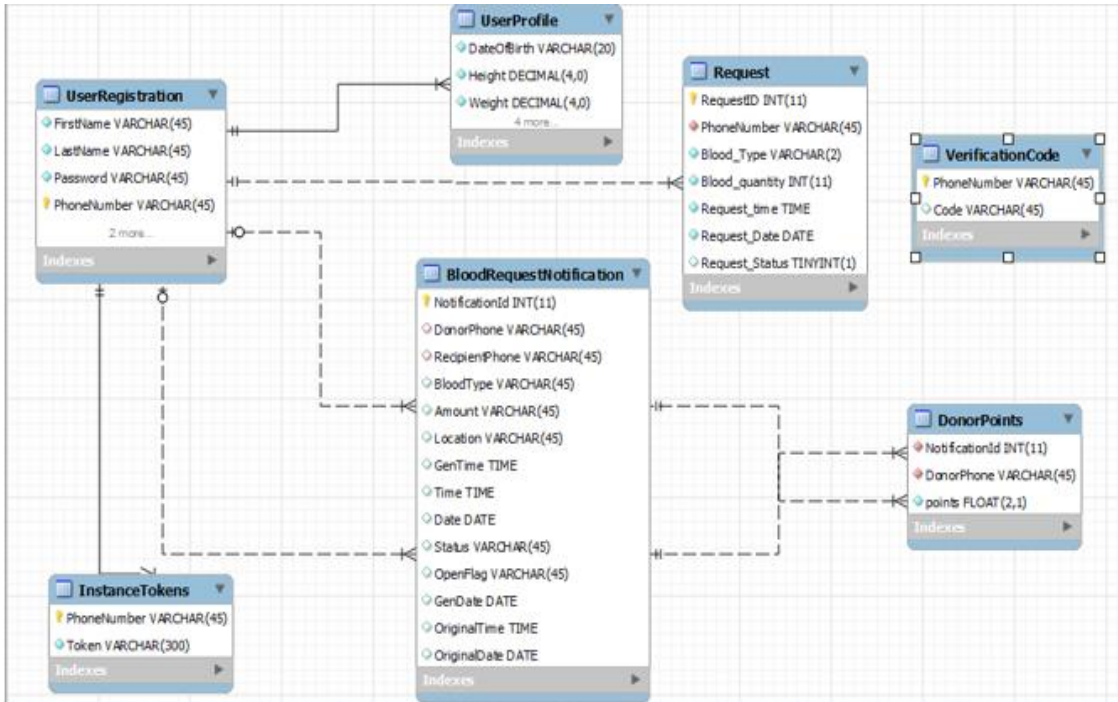 UserProfile
DateOfBirth VARCHAR(20)
Height DECIMAL(4,0)
Weight DECIMAL(4,0)
4 more...
Indexes
UserRegistration
FirstName VARCHAR(45)
LastName VARCHAR(45)
Password VARCHAR(45)
PhoneNumber VARCHAR(45)
2 more...
Indexes
Request
RequestID INT(11)
PhoneNumber VARCHAR(45)
Blood_Type VARCHAR(2)
Blood_quantity INT(11)
Request_time TIME
Request_Date DATE
Request_Status TINYINT(1)
Indexes
VerificationCode
PhoneNumber VARCHAR(45)
Code VARCHAR(45)
Indexes
BloodRequestNotification
NotificationId INT(11)
DonorPhone VARCHAR(45)
RecipientPhone VARCHAR(45)
BloodType VARCHAR(45)
Amount VARCHAR(45)
Location VARCHAR(45)
GenTime TIME
Time TIME
Date DATE
Status VARCHAR(45)
OpenFlag VARCHAR(45)
GenDate DATE
OriginalTime TIME
OriginalDate DATE
Indexes
DonorPoints
NotificationId INT(11)
DonorPhone VARCHAR(45)
points FLOAT(2,1)
Indexes
InstanceTokens
PhoneNumber VARCHAR(45)
Token VARCHAR(300)
Indexes